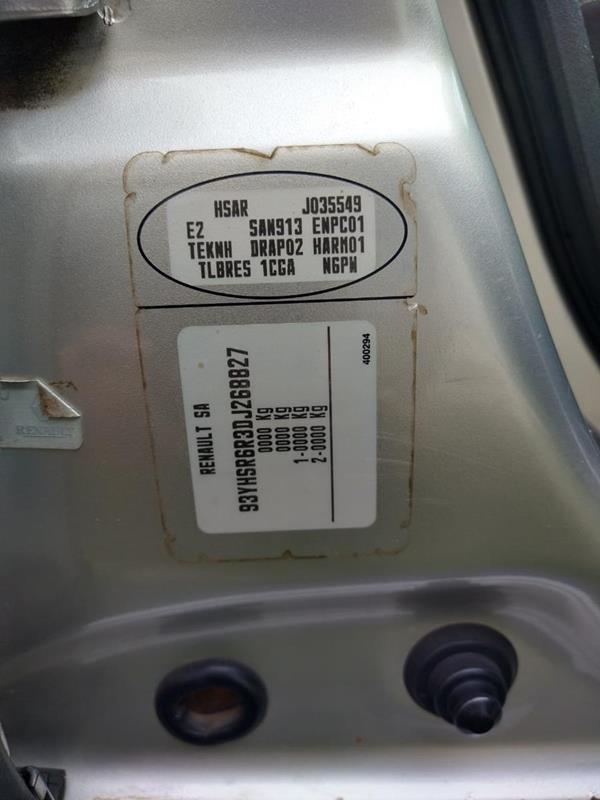 HSAR J035549
E2 SAN913 ENPC01
TEKNH DRAP02 HARM01
TLBRES 1CGA N6PW
RENAULT SA
93YHSR6R3DJ268827
0000 Kg
0000 Kg
1-0000 Kg
2-0000 Kg
400294
RENAULT